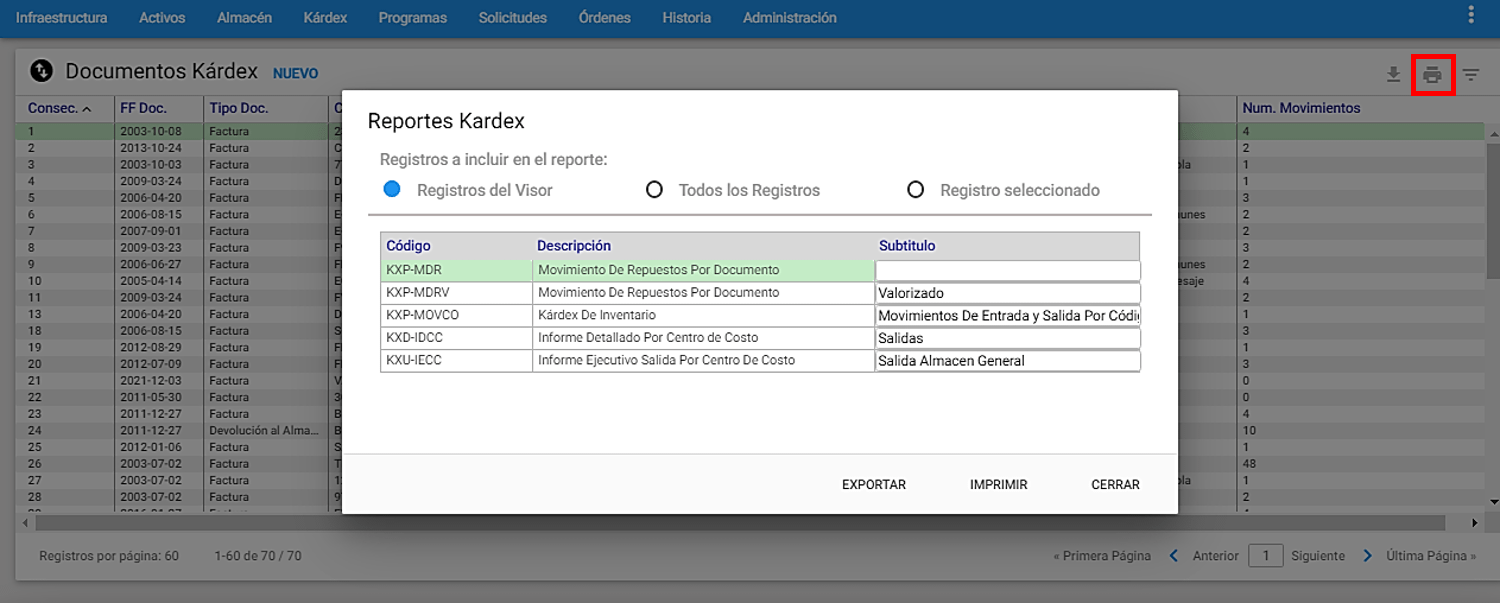 Infraestructura Activos Almacén Kárdex Programas Solicitudes Órdenes Historia Administración
Documentos Kárdex NUEVO
Consec. FF Doc. Tipo Doc. Num. Movimientos
1 2003-10-08 Factura 4
2 2013-10-24 Factura 2
3 2003-10-03 Factura 1
4 2009-03-24 Factura 1
5 2006-04-20 Factura 3
6 2006-08-15 Factura 2
7 2007-09-01 Factura 2
8 2009-03-23 Factura 3
9 2006-06-27 Factura 2
10 2005-04-14 Factura 4
11 2009-03-24 Factura 2
13 2006-04-20 Factura 1
18 2006-08-15 Factura 3
19 2012-08-29 Factura 1
20 2012-07-09 Factura 3
21 2021-12-03 Factura 0
22 2011-05-30 Factura 0
23 2011-12-27 Factura 4
24 2011-12-27 Devolución al Alma... 10
25 2012-01-06 Factura 1
26 2003-07-02 Factura 48
27 2003-07-02 Factura 1
28 2003-07-02 Factura 2
Reportes Kardex
Registros a incluir en el reporte:
Registros del Visor Todos los Registros Registro seleccionado
Código Descripción Subtitulo
KXP-MDR Movimiento De Repuestos Por Documento
KXP-MDRV Movimiento De Repuestos Por Documento Valorizado
KXP-MOVCO Kárdex De Inventario Movimientos De Entrada y Salida Por Códi
KXD-IDCC Informe Detallado Por Centro de Costo Salidas
KXU-IECC Informe Ejecutivo Salida Por Centro De Costo Salida Almacen General
EXPORTAR IMPRIMIR CERRAR
Registros por página: 60 1-60 de 70 / 70 « Primera Página Anterior 1 Siguiente Última Página »